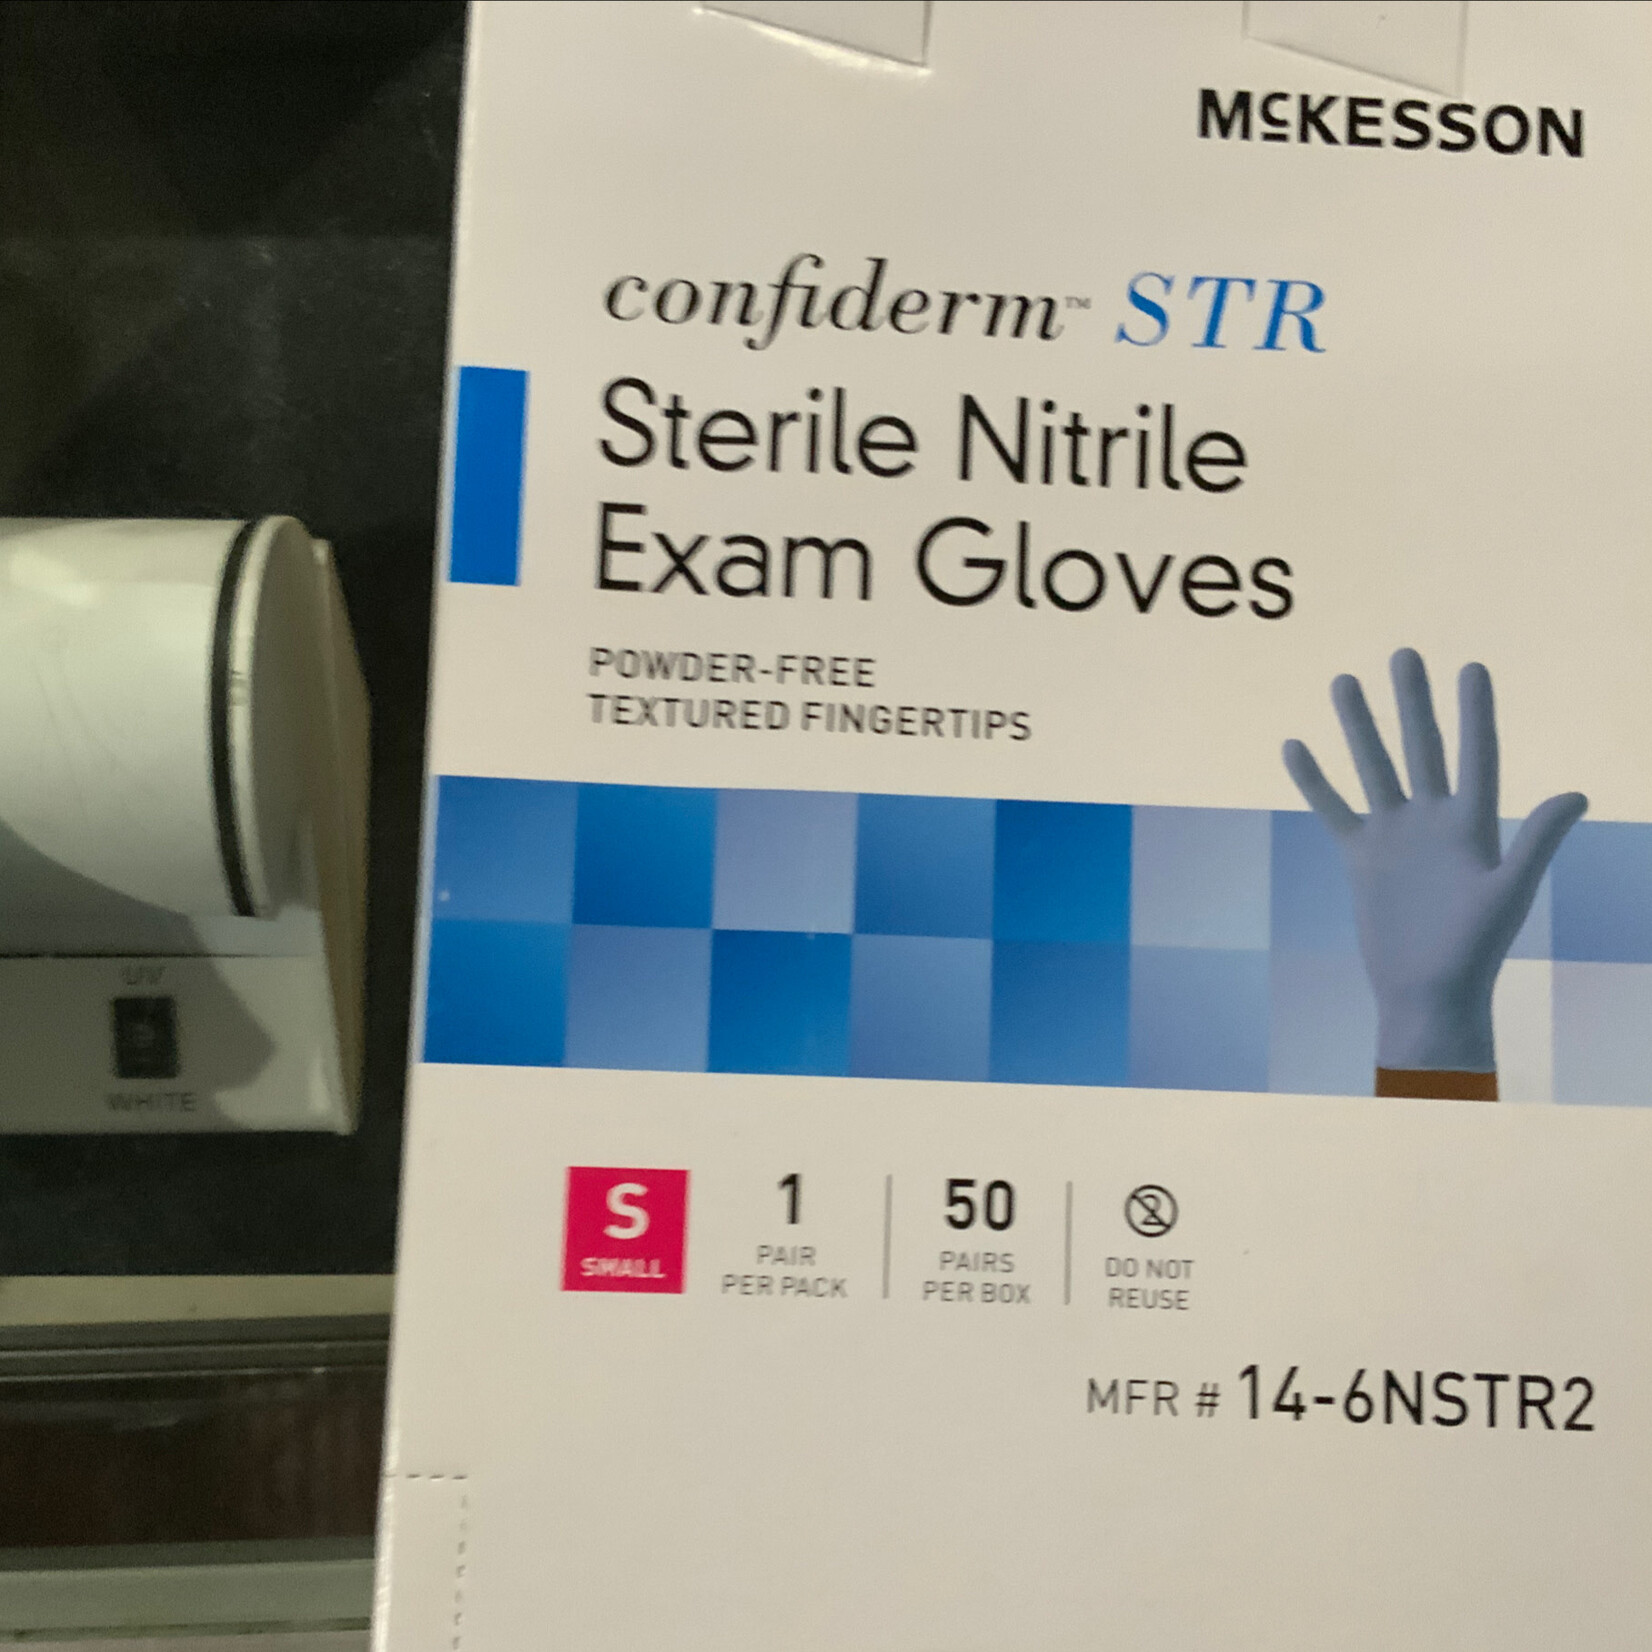 McKESSON
confiderm™ STR
Sterile Nitrile
Exam Gloves
POWDER-FREE
TEXTURED FINGERTIPS
UV
WHITE
S
SMALL
1
PAIR
PER PACK
50
PAIRS
PER BOX
2
DO NOT
REUSE
MFR # 14-6NSTR2